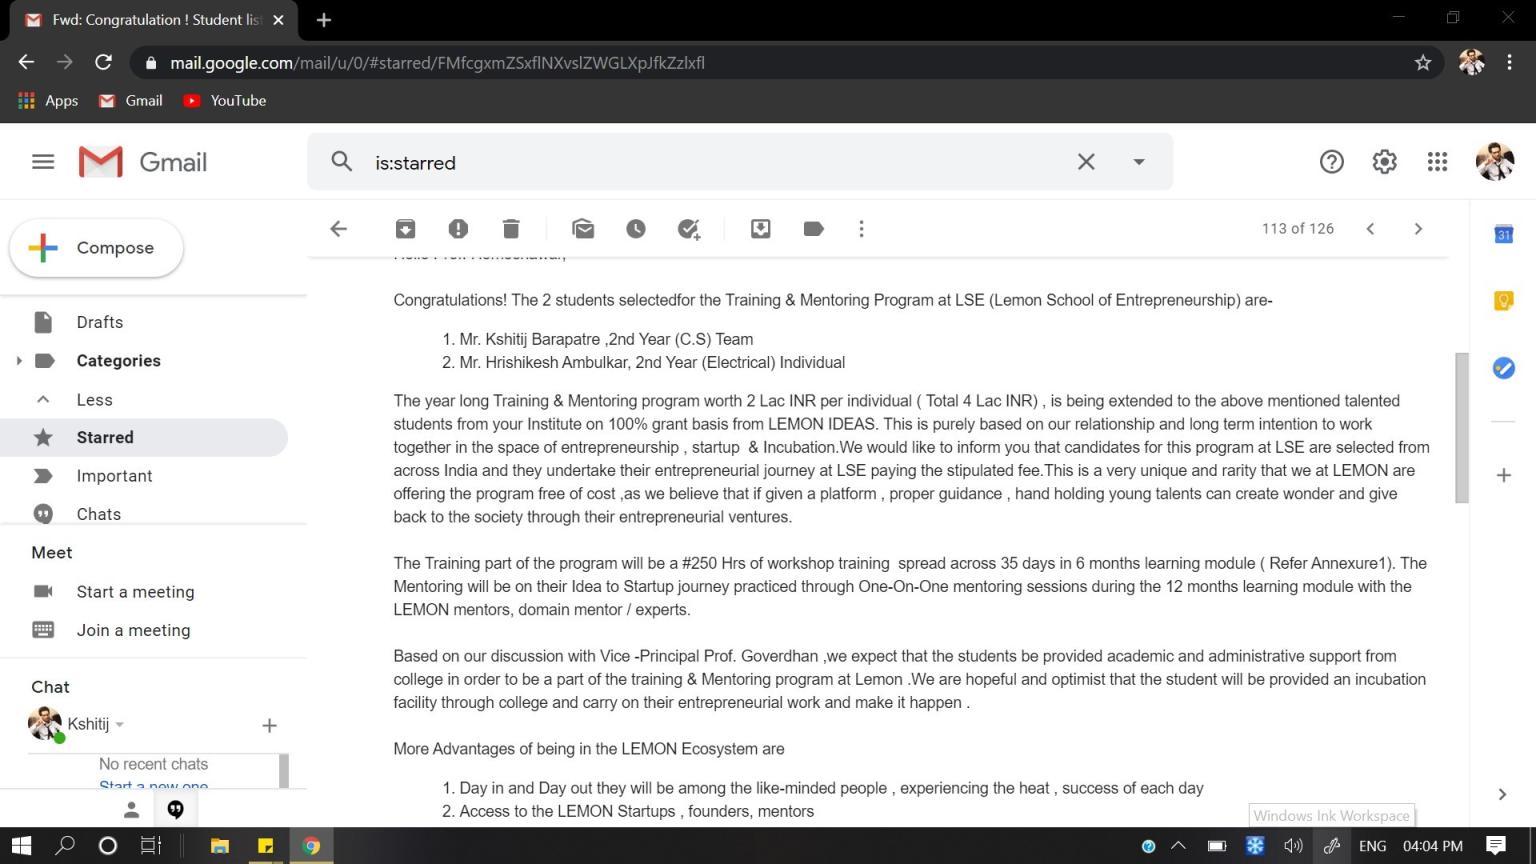 Fwd: Congratulation ! Student lis
mail.google.com/mail/u/0/#starred/FMfcgxmZSxflNXvslZWGLXpJfkZzlxfl
Apps Gmail YouTube
Gmail
is:starred
Compose
113 of 126
31
Drafts
Categories
Less
Starred
Important
Chats
Meet
Start a meeting
Join a meeting
Chat
Kshitij
No recent chats
Start a new one
Congratulations! The 2 students selectedfor the Training & Mentoring Program at LSE (Lemon School of Entrepreneurship) are-
1. Mr. Kshitij Barapatre ,2nd Year (C.S) Team
2. Mr. Hrishikesh Ambulkar, 2nd Year (Electrical) Individual
The year long Training & Mentoring program worth 2 Lac INR per individual ( Total 4 Lac INR) , is being extended to the above mentioned talented
students from your Institute on 100% grant basis from LEMON IDEAS. This is purely based on our relationship and long term intention to work
together in the space of entrepreneurship , startup & Incubation.We would like to inform you that candidates for this program at LSE are selected from
across India and they undertake their entrepreneurial journey at LSE paying the stipulated fee.This is a very unique and rarity that we at LEMON are
offering the program free of cost ,as we believe that if given a platform , proper guidance , hand holding young talents can create wonder and give
back to the society through their entrepreneurial ventures.
The Training part of the program will be a #250 Hrs of workshop training spread across 35 days in 6 months learning module ( Refer Annexure1). The
Mentoring will be on their Idea to Startup journey practiced through One-On-One mentoring sessions during the 12 months learning module with the
LEMON mentors, domain mentor / experts.
Based on our discussion with Vice -Principal Prof. Goverdhan ,we expect that the students be provided academic and administrative support from
college in order to be a part of the training & Mentoring program at Lemon .We are hopeful and optimist that the student will be provided an incubation
facility through college and carry on their entrepreneurial work and make it happen .
More Advantages of being in the LEMON Ecosystem are
1. Day in and Day out they will be among the like-minded people , experiencing the heat , success of each day
2. Access to the LEMON Startups , founders, mentors
Windows Ink Workspace
ENG 04:04 PM